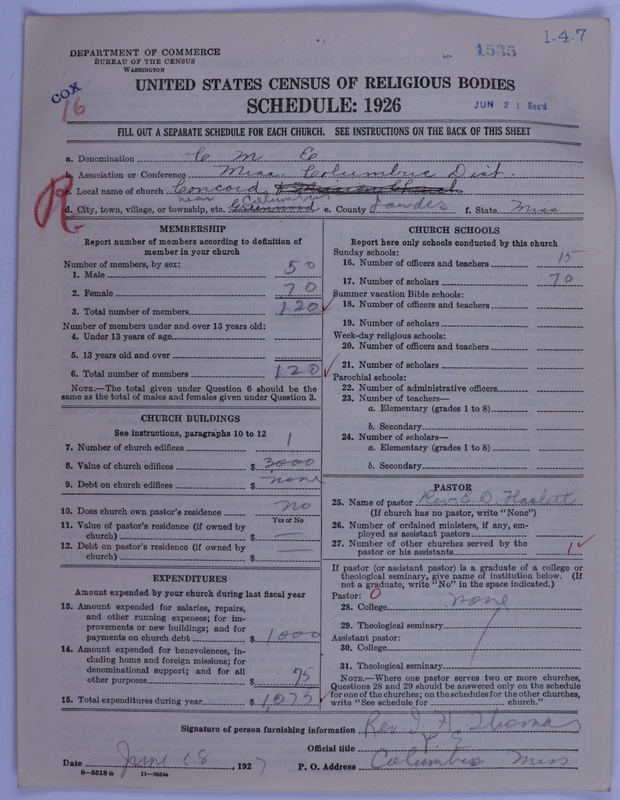 1-4-7
1535
DEPARTMENT OF COMMERCE
BUREAU OF THE CENSUS
WASHINGTON
COX
16
UNITED STATES CENSUS OF RELIGIOUS BODIES
SCHEDULE: 1926
JUN 21 Rec'd
FILL OUT A SEPARATE SCHEDULE FOR EACH CHURCH. SEE INSTRUCTIONS ON THE BACK OF THIS SHEET
a. Denomination C M E
b. Association or Conference Miss. Columbus Dist.
c. Local name of church Concord
near Columbus
d. City, town, village, or township, etc. Greenwood e. County Lowndes f. State Miss
R.
MEMBERSHIP
Report number of members according to definition of
member in your church
Number of members, by sex:
1. Male 50
2. Female 70
3. Total number of members 120
Number of members under and over 13 years old:
4. Under 13 years of age
5. 13 years old and over
6. Total number of members 120
NOTE.—The total given under Question 6 should be the
same as the total of males and females given under Question 3.
CHURCH BUILDINGS
See instructions, paragraphs 10 to 12
7. Number of church edifices 1
8. Value of church edifices $ 3,000
9. Debt on church edifices $ none
10. Does church own pastor's residence no
Yes or No
11. Value of pastor's residence (if owned by
church) $ —
12. Debt on pastor's residence (if owned by
church) $ —
EXPENDITURES
Amount expended by your church during last fiscal year
13. Amount expended for salaries, repairs,
and other running expenses; for im-
provements or new buildings; and for
payments on church debt $ 1000
14. Amount expended for benevolences, in-
cluding home and foreign missions; for
denominational support; and for all
other purposes $ 75
15. Total expenditures during year $ 1,075
CHURCH SCHOOLS
Report here only schools conducted by this church
Sunday schools:
16. Number of officers and teachers 15
17. Number of scholars 70
Summer vacation Bible schools:
18. Number of officers and teachers
19. Number of scholars
Week-day religious schools:
20. Number of officers and teachers
21. Number of scholars
Parochial schools:
22. Number of administrative officers
23. Number of teachers—
a. Elementary (grades 1 to 8)
b. Secondary
24. Number of scholars—
a. Elementary (grades 1 to 8)
b. Secondary
PASTOR
25. Name of pastor Rev. E. D. Haslett
(If church has no pastor, write "None")
26. Number of ordained ministers, if any, em-
ployed as assistant pastors
27. Number of other churches served by the
pastor or his assistants 1
If pastor (or assistant pastor) is a graduate of a college or
theological seminary, give name of institution below. (If
not a graduate, write "No" in the space indicated.)
Pastor: 0
28. College none
29. Theological seminary
Assistant pastor:
30. College
31. Theological seminary
NOTE.—Where one pastor serves two or more churches,
Questions 28 and 29 should be answered only on the schedule
for one of the churches; on the schedules for the other churches,
write "See schedule for church."
Signature of person furnishing information Rev I. H. Thomas
Official title P. E.
Date June 18, 1927 P. O. Address Columbus Miss
8—5518a 11—9054a